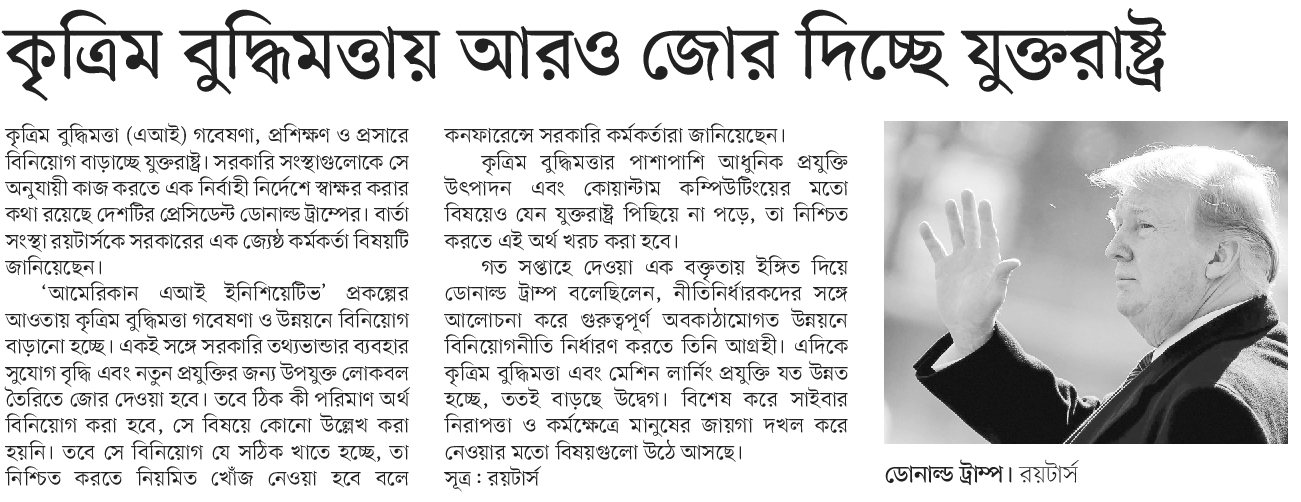 কৃত্রিম বুদ্ধিমত্তায় আরও জোর দিচ্ছে যুক্তরাষ্ট্র
কৃত্রিম বুদ্ধিমত্তা (এআই) গবেষণা, প্রশিক্ষণ ও প্রসারে
বিনিয়োগ বাড়াচ্ছে যুক্তরাষ্ট্র। সরকারি সংস্থাগুলোকে সে
অনুযায়ী কাজ করতে এক নির্বাহী নির্দেশে স্বাক্ষর করার
কথা রয়েছে দেশটির প্রেসিডেন্ট ডোনাল্ড ট্রাম্পের। বার্তা
সংস্থা রয়টার্সকে সরকারের এক জ্যেষ্ঠ কর্মকর্তা বিষয়টি
জানিয়েছেন।
‘আমেরিকান এআই ইনিশিয়েটিভ’ প্রকল্পের
আওতায় কৃত্রিম বুদ্ধিমত্তা গবেষণা ও উন্নয়নে বিনিয়োগ
বাড়ানো হচ্ছে। একই সঙ্গে সরকারি তথ্যভান্ডার ব্যবহার
সুযোগ বৃদ্ধি এবং নতুন প্রযুক্তির জন্য উপযুক্ত লোকবল
তৈরিতে জোর দেওয়া হবে। তবে ঠিক কী পরিমাণ অর্থ
বিনিয়োগ করা হবে, সে বিষয়ে কোনো উল্লেখ করা
হয়নি। তবে সে বিনিয়োগ যে সঠিক খাতে হচ্ছে, তা
নিশ্চিত করতে নিয়মিত খোঁজ নেওয়া হবে বলে
কনফারেন্সে সরকারি কর্মকর্তারা জানিয়েছেন।
কৃত্রিম বুদ্ধিমত্তার পাশাপাশি আধুনিক প্রযুক্তি
উৎপাদন এবং কোয়ান্টাম কম্পিউটিংয়ের মতো
বিষয়েও যেন যুক্তরাষ্ট্র পিছিয়ে না পড়ে, তা নিশ্চিত
করতে এই অর্থ খরচ করা হবে।
গত সপ্তাহে দেওয়া এক বক্তৃতায় ইঙ্গিত দিয়ে
ডোনাল্ড ট্রাম্প বলেছিলেন, নীতিনির্ধারকদের সঙ্গে
আলোচনা করে গুরুত্বপূর্ণ অবকাঠামোগত উন্নয়নে
বিনিয়োগনীতি নির্ধারণ করতে তিনি আগ্রহী। এদিকে
কৃত্রিম বুদ্ধিমত্তা এবং মেশিন লার্নিং প্রযুক্তি যত উন্নত
হচ্ছে, ততই বাড়ছে উদ্বেগ। বিশেষ করে সাইবার
নিরাপত্তা ও কর্মক্ষেত্রে মানুষের জায়গা দখল করে
নেওয়ার মতো বিষয়গুলো উঠে আসছে।
সূত্র : রয়টার্স
ডোনাল্ড ট্রাম্প। রয়টার্স